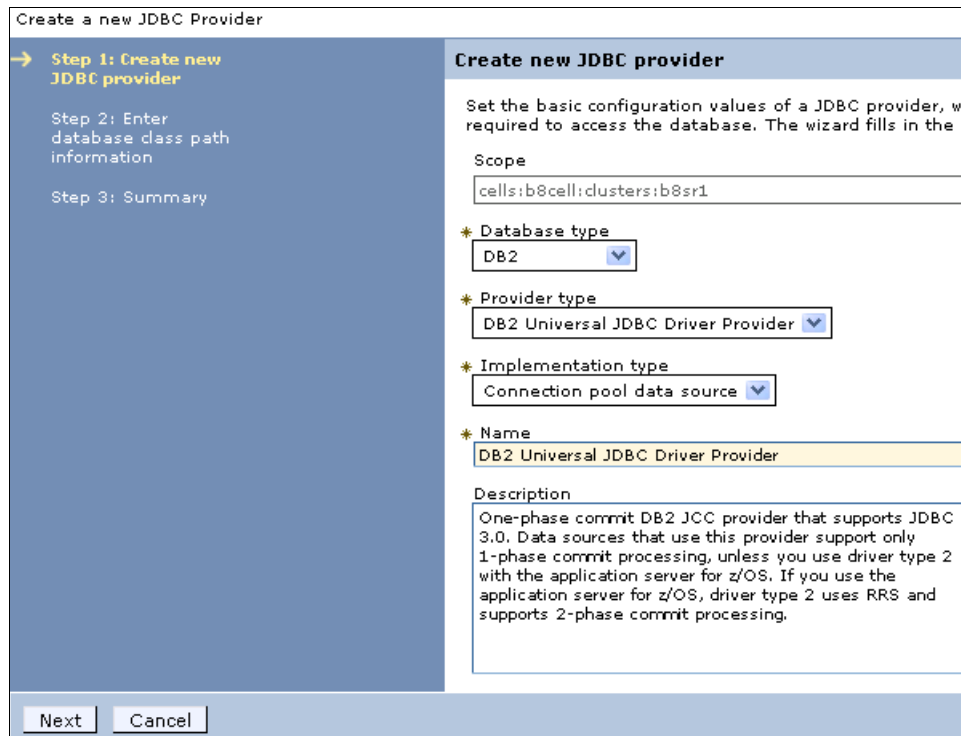 Create a new JDBC Provider
Step 1: Create new
JDBC provider
Step 2: Enter
database class path
information
Step 3: Summary
Create new JDBC provider
Set the basic configuration values of a JDBC provider, w
required to access the database. The wizard fills in the
Scope
cells:b8cell:clusters:b8sr1
* Database type
DB2
* Provider type
DB2 Universal JDBC Driver Provider
* Implementation type
Connection pool data source
* Name
DB2 Universal JDBC Driver Provider
Description
One-phase commit DB2 JCC provider that supports JDBC
3.0. Data sources that use this provider support only
1-phase commit processing, unless you use driver type 2
with the application server for z/OS. If you use the
application server for z/OS, driver type 2 uses RRS and
supports 2-phase commit processing.
Next Cancel